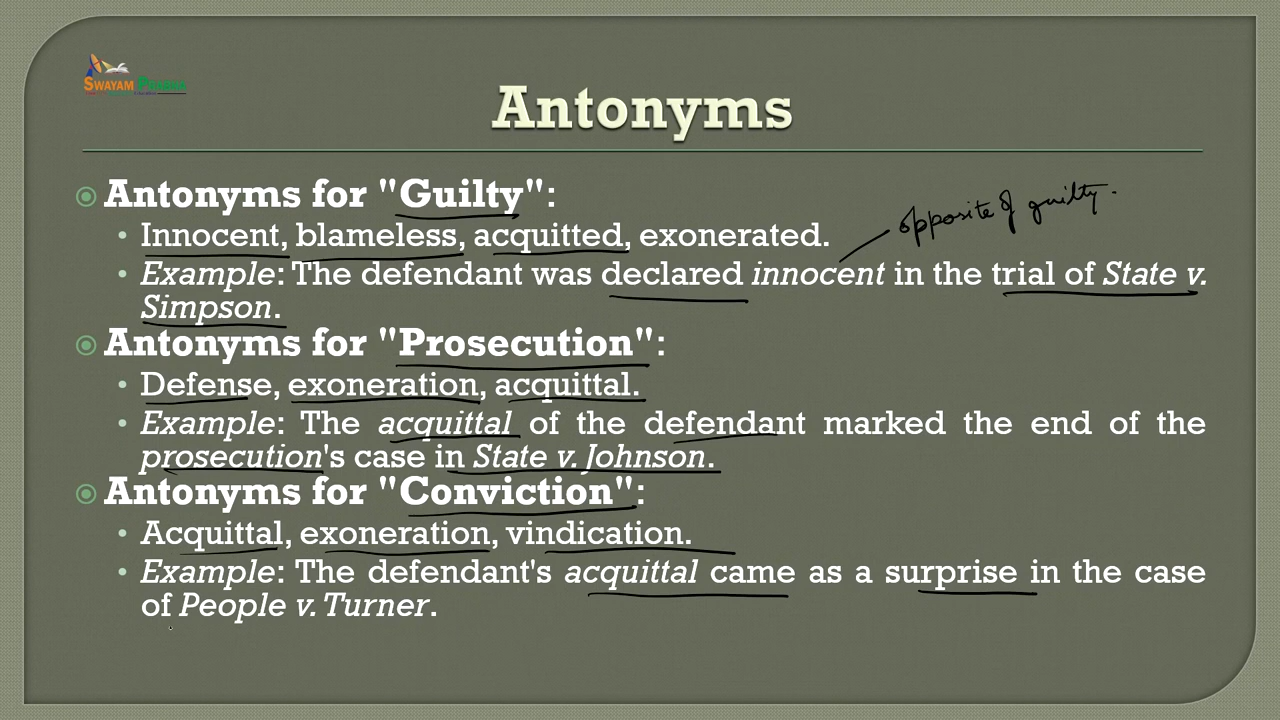 SWAYAM PRABHA
Antonyms
Antonyms for "Guilty":
Innocent, blameless, acquitted, exonerated.
opposite of guilty.
Example: The defendant was declared innocent in the trial of State v.
Simpson.
Antonyms for "Prosecution":
Defense, exoneration, acquittal.
Example: The acquittal of the defendant marked the end of the
prosecution's case in State v. Johnson.
Antonyms for "Conviction":
Acquittal, exoneration, vindication.
Example: The defendant's acquittal came as a surprise in the case
of People v. Turner.